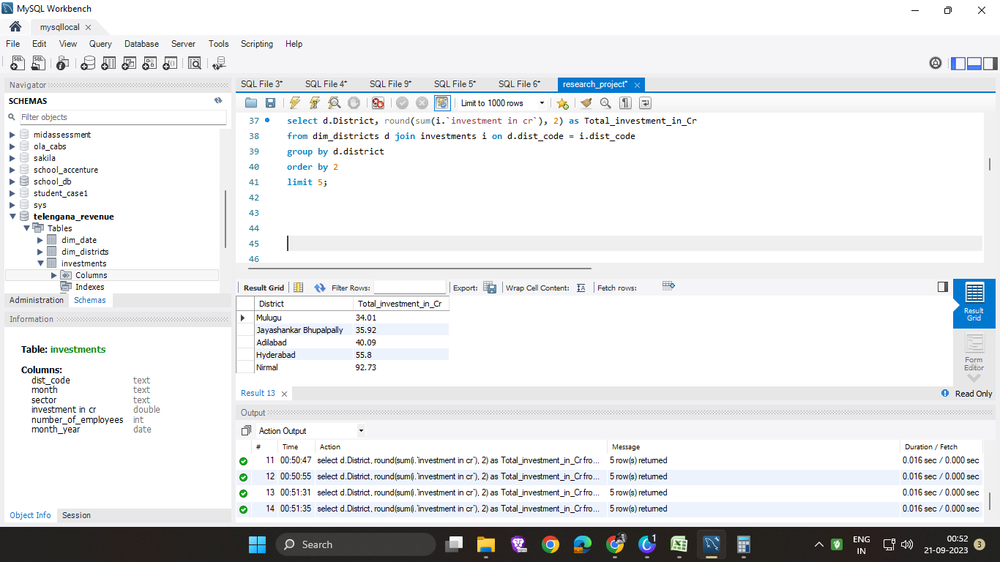 MySQL Workbench
mysqllocal
File Edit View Query Database Server Tools Scripting Help
Navigator
SCHEMAS
Filter objects
midassessment
ola_cabs
sakila
school_accenture
school_db
student_case1
sys
telengana_revenue
Tables
dim_date
dim_districts
investments
Columns
Indexes
Administration Schemas
Information
Table: investments
Columns:
dist_code text
month text
sector text
investment in cr double
number_of_employees int
month_year date
Object Info Session
SQL File 3* SQL File 4* SQL File 9* SQL File 5* SQL File 6* research_project*
Limit to 1000 rows
37 select d.District, round(sum(i.`investment in cr`), 2) as Total_investment_in_Cr
38 from dim_districts d join investments i on d.dist_code = i.dist_code
39 group by d.district
40 order by 2
41 limit 5;
42
43
44
45
46
Result Grid Filter Rows: Export: Wrap Cell Content: Fetch rows:
District Total_investment_in_Cr
Mulugu 34.01
Jayashankar Bhupalpally 35.92
Adilabad 40.09
Hyderabad 55.8
Nirmal 92.73
Result
Grid
Form
Editor
Result 13
Read Only
Output
Action Output
# Time Action Message Duration / Fetch
11 00:50:47 select d.District, round(sum(i.`investment in cr`), 2) as Total_investment_in_Cr fro... 5 row(s) returned 0.016 sec / 0.000 sec
12 00:50:55 select d.District, round(sum(i.`investment in cr`), 2) as Total_investment_in_Cr fro... 5 row(s) returned 0.016 sec / 0.000 sec
13 00:51:31 select d.District, round(sum(i.`investment in cr`), 2) as Total_investment_in_Cr fro... 5 row(s) returned 0.016 sec / 0.000 sec
14 00:51:35 select d.District, round(sum(i.`investment in cr`), 2) as Total_investment_in_Cr fro... 5 row(s) returned 0.016 sec / 0.000 sec
Search
1
ENG
IN
00:52
21-09-2023
3